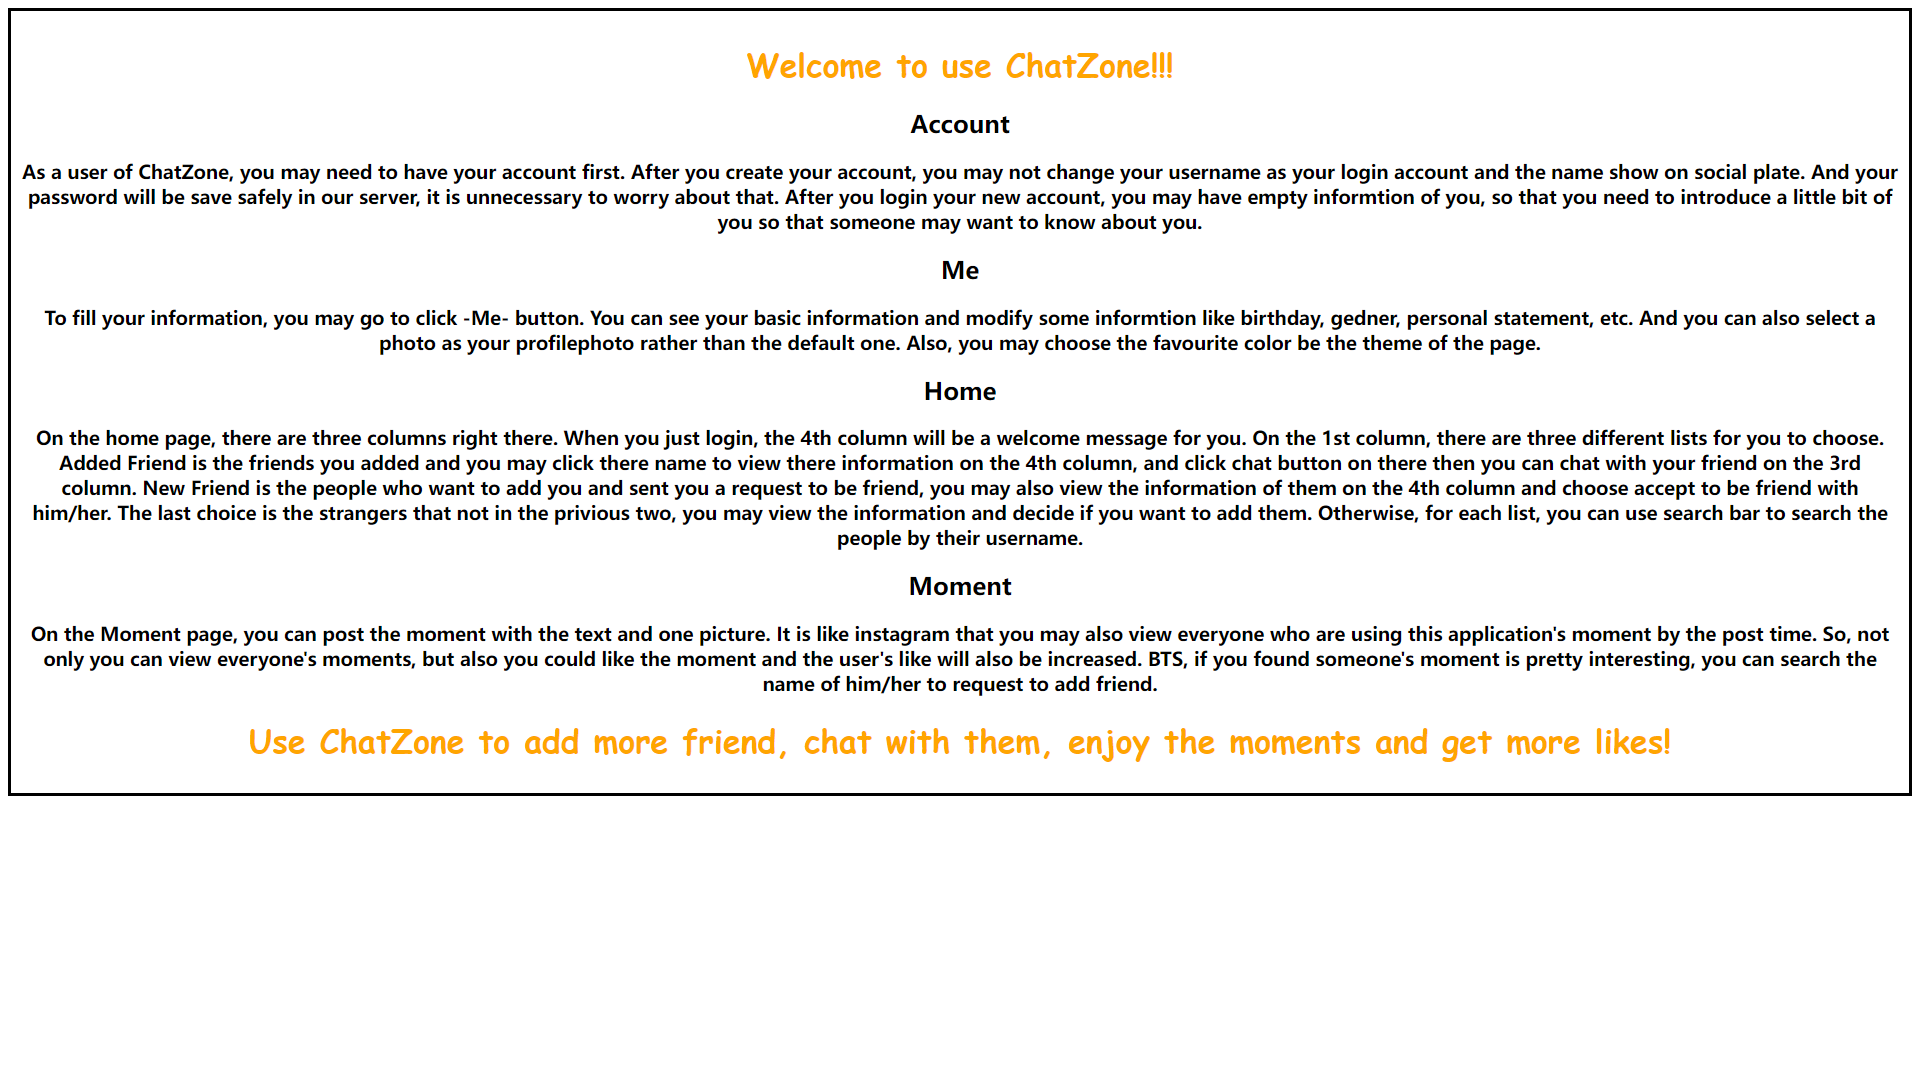 Welcome to use ChatZone!!!
Account
As a user of ChatZone, you may need to have your account first. After you create your account, you may not change your username as your login account and the name show on social plate. And your
password will be save safely in our server, it is unnecessary to worry about that. After you login your new account, you may have empty informtion of you, so that you need to introduce a little bit of
you so that someone may want to know about you.
Me
To fill your information, you may go to click -Me- button. You can see your basic information and modify some informtion like birthday, gedner, personal statement, etc. And you can also select a
photo as your profilephoto rather than the default one. Also, you may choose the favourite color be the theme of the page.
Home
On the home page, there are three columns right there. When you just login, the 4th column will be a welcome message for you. On the 1st column, there are three different lists for you to choose.
Added Friend is the friends you added and you may click there name to view there information on the 4th column, and click chat button on there then you can chat with your friend on the 3rd
column. New Friend is the people who want to add you and sent you a request to be friend, you may also view the information of them on the 4th column and choose accept to be friend with
him/her. The last choice is the strangers that not in the privious two, you may view the information and decide if you want to add them. Otherwise, for each list, you can use search bar to search the
people by their username.
Moment
On the Moment page, you can post the moment with the text and one picture. It is like instagram that you may also view everyone who are using this application's moment by the post time. So, not
only you can view everyone's moments, but also you could like the moment and the user's like will also be increased. BTS, if you found someone's moment is pretty interesting, you can search the
name of him/her to request to add friend.
Use ChatZone to add more friend, chat with them, enjoy the moments and get more likes!